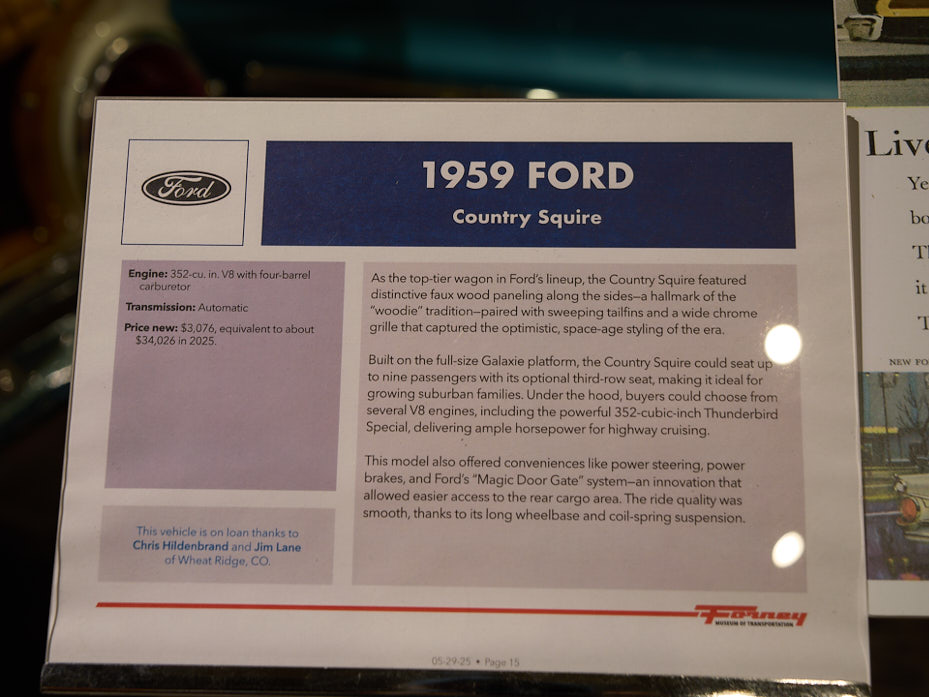 Ford
1959 FORD
Country Squire
Engine: 352-cu. in. V8 with four-barrel
carburetor
Transmission: Automatic
Price new: $3,076, equivalent to about
$34,026 in 2025.
This vehicle is on loan thanks to
Chris Hildenbrand and Jim Lane
of Wheat Ridge, CO.
As the top-tier wagon in Ford's lineup, the Country Squire featured
distinctive faux wood paneling along the sides—a hallmark of the
"woodie" tradition—paired with sweeping tailfins and a wide chrome
grille that captured the optimistic, space-age styling of the era.
Built on the full-size Galaxie platform, the Country Squire could seat up
to nine passengers with its optional third-row seat, making it ideal for
growing suburban families. Under the hood, buyers could choose from
several V8 engines, including the powerful 352-cubic-inch Thunderbird
Special, delivering ample horsepower for highway cruising.
This model also offered conveniences like power steering, power
brakes, and Ford's "Magic Door Gate" system—an innovation that
allowed easier access to the rear cargo area. The ride quality was
smooth, thanks to its long wheelbase and coil-spring suspension.
Forney
MUSEUM OF TRANSPORTATION
05-29-25 • Page 15
Live
Ye
bo
Th
it
T
NEW FO